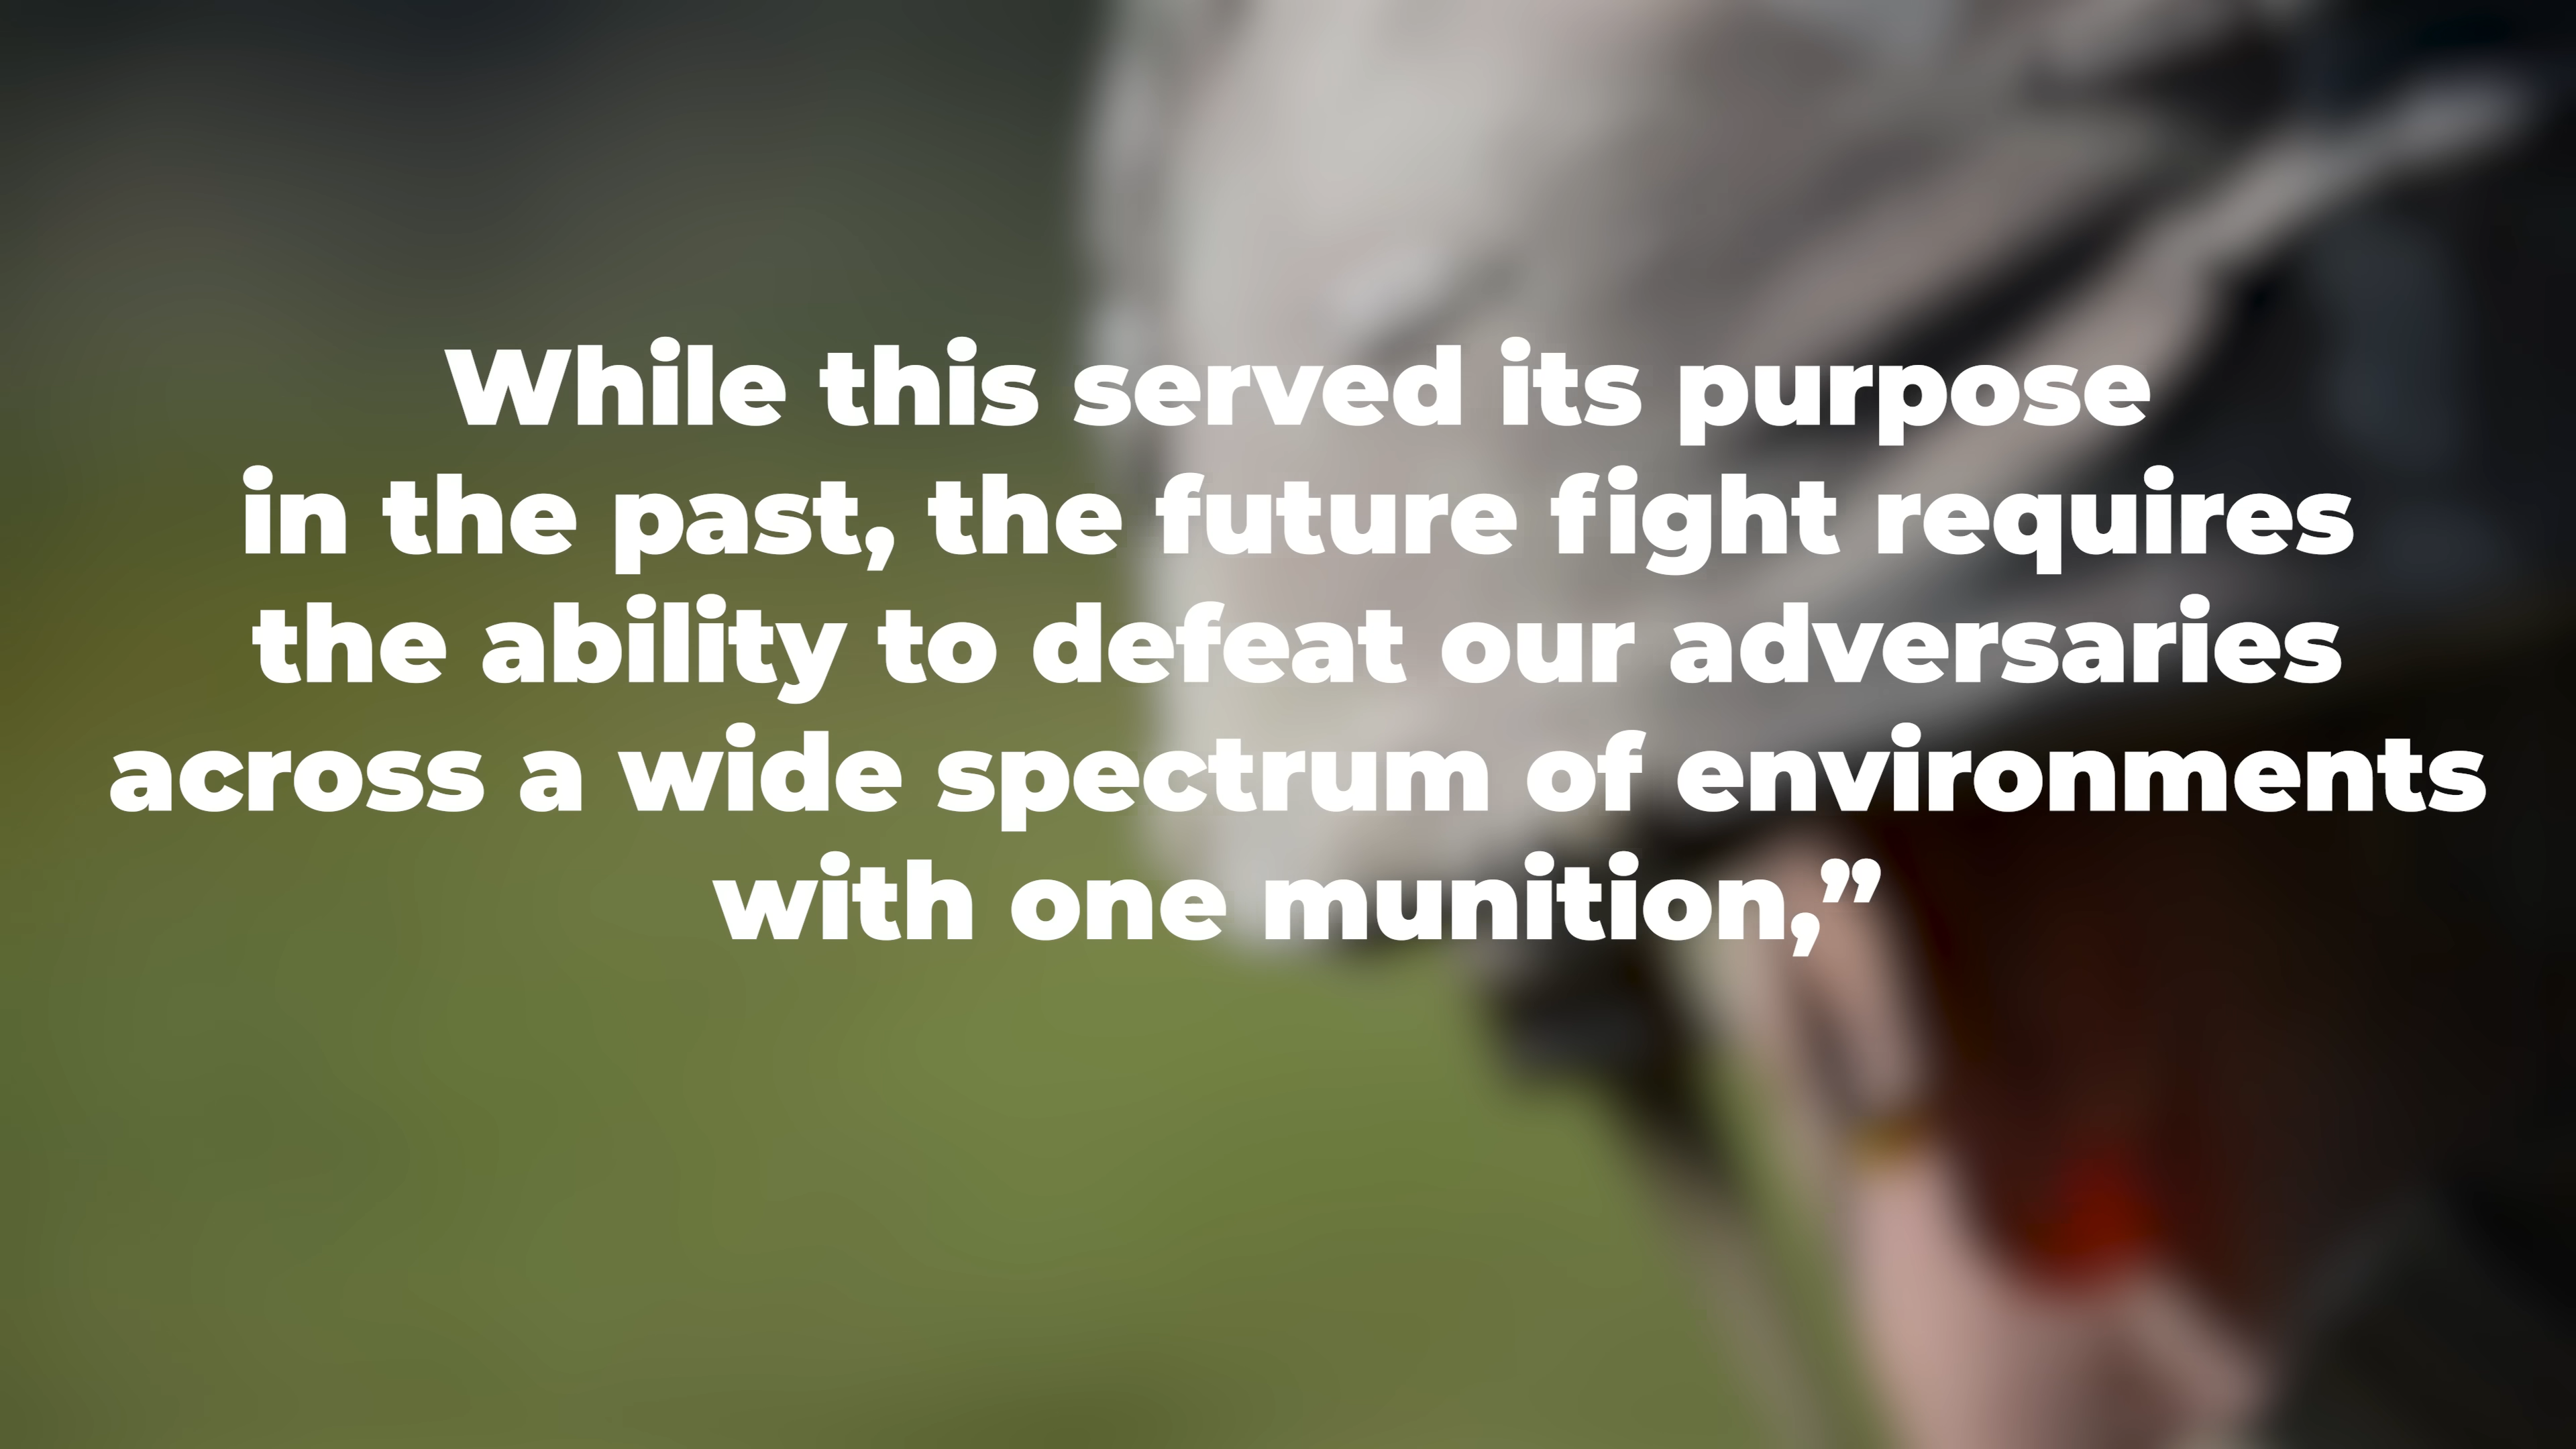 While this served its purpose
in the past, the future fight requires
the ability to defeat our adversaries
across a wide spectrum of environments
with one munition,”